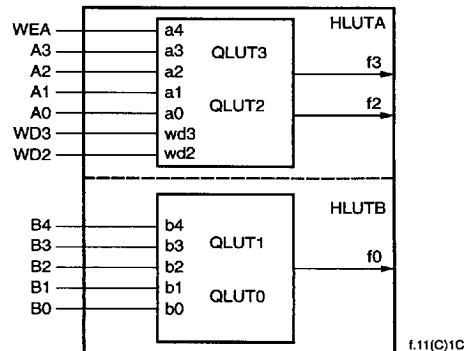 HLUTA
WEA a4
A3 a3 QLUT3
A2 a2 f3
A1 a1
A0 a0 QLUT2 f2
WD3 wd3
WD2 wd2
HLUTB
B4 b4
B3 b3 QLUT1
B2 b2 f0
B1 b1
B0 b0 QLUT0
f.11(C)1C